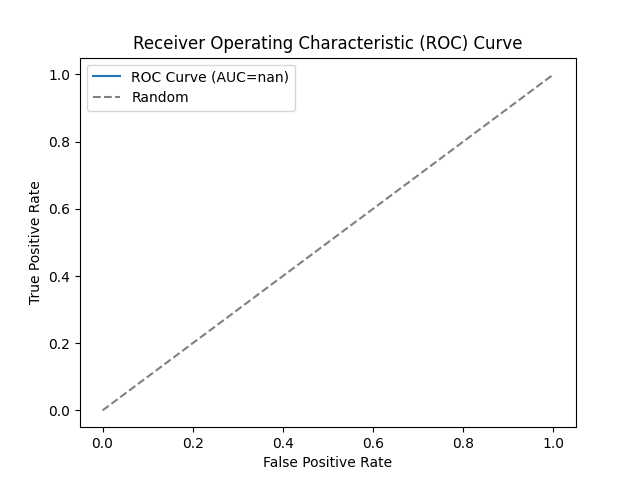 Receiver Operating Characteristic (ROC) Curve
ROC Curve (AUC=nan)
Random
True Positive Rate
1.0
0.8
0.6
0.4
0.2
0.0
0.0 0.2 0.4 0.6 0.8 1.0
False Positive Rate